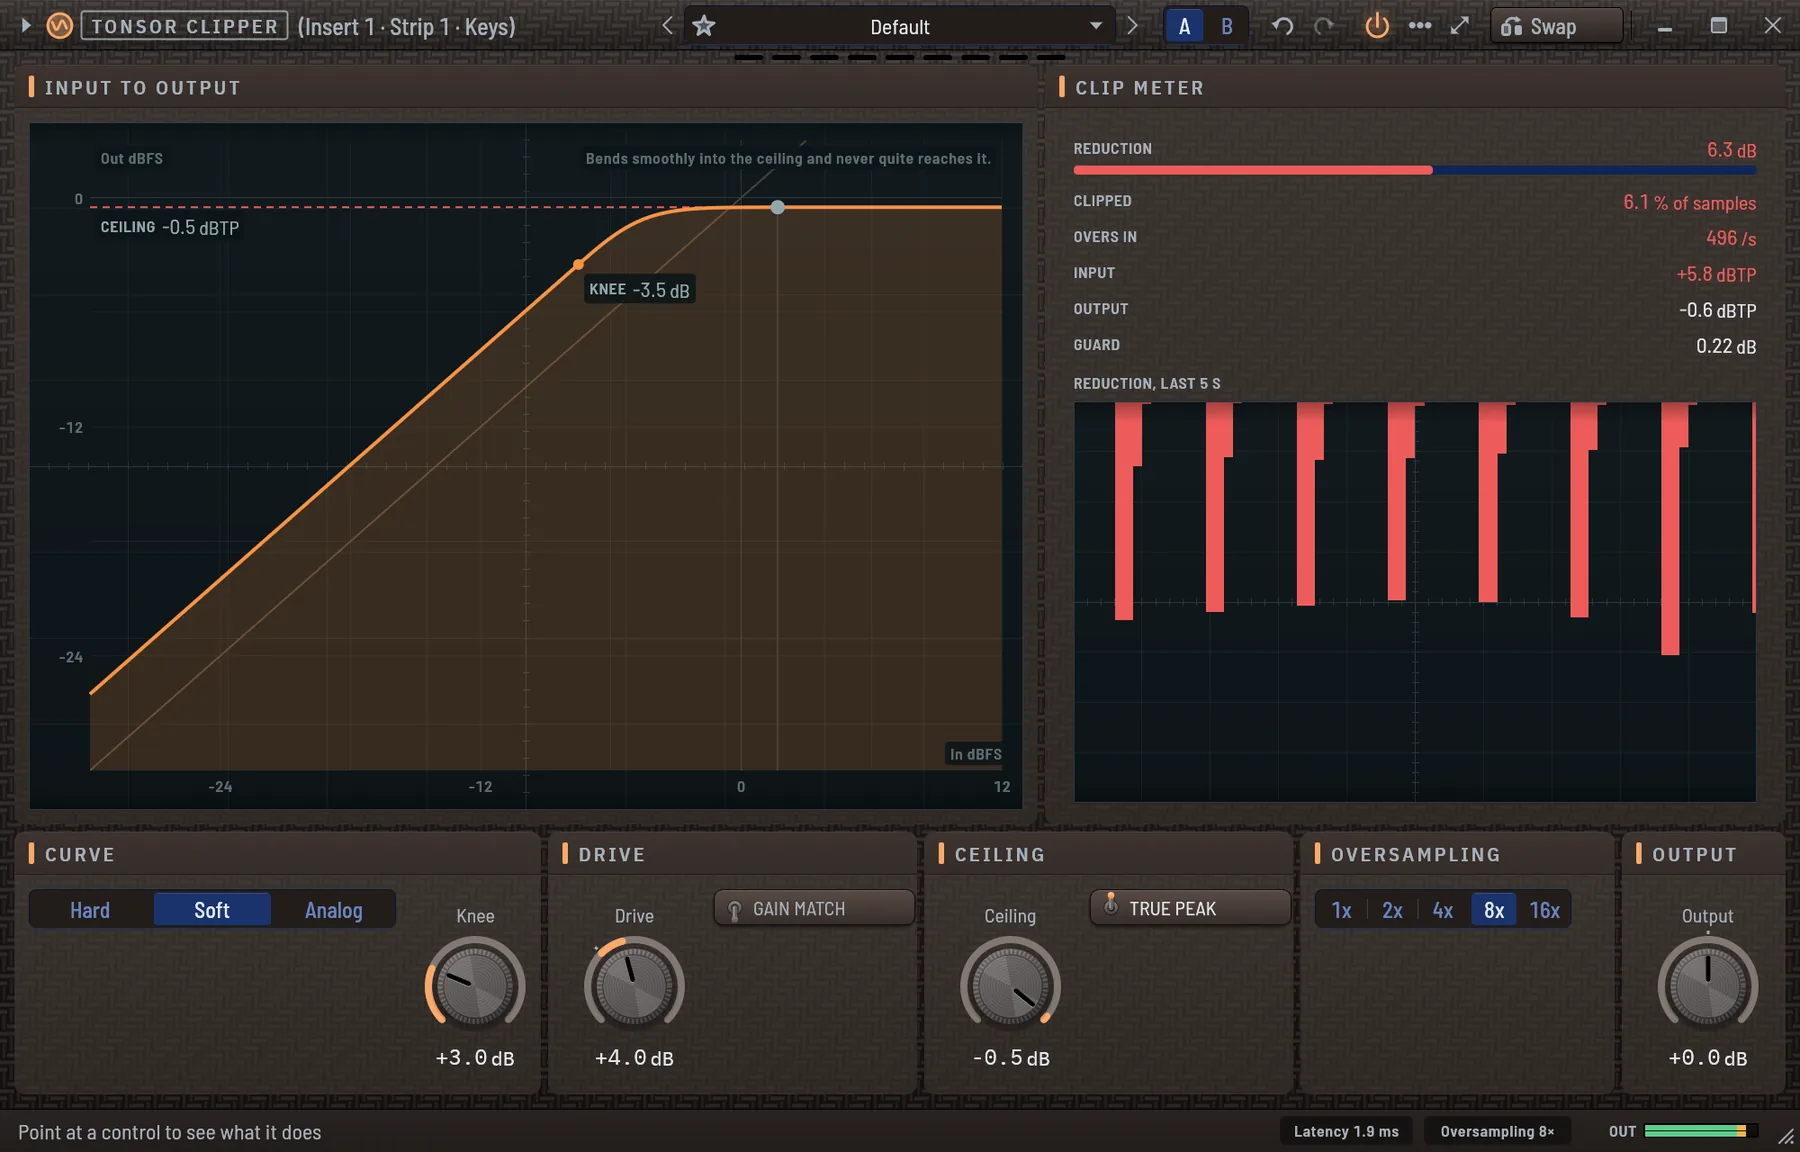 TONSOR CLIPPER (Insert 1 · Strip 1 · Keys)
Default
A B
Swap
INPUT TO OUTPUT
Out dBFS
Bends smoothly into the ceiling and never quite reaches it.
0
CEILING -0.5 dBTP
KNEE -3.5 dB
-12
-24
In dBFS
-24 -12 0 12
CLIP METER
REDUCTION 6.3 dB
CLIPPED 6.1 % of samples
OVERS IN 496 /s
INPUT +5.8 dBTP
OUTPUT -0.6 dBTP
GUARD 0.22 dB
REDUCTION, LAST 5 S
CURVE
Hard Soft Analog
Knee
+3.0 dB
DRIVE
Drive
GAIN MATCH
+4.0 dB
CEILING
Ceiling
TRUE PEAK
-0.5 dB
OVERSAMPLING
1x 2x 4x 8x 16x
OUTPUT
Output
+0.0 dB
Point at a control to see what it does
Latency 1.9 ms
Oversampling 8×
OUT